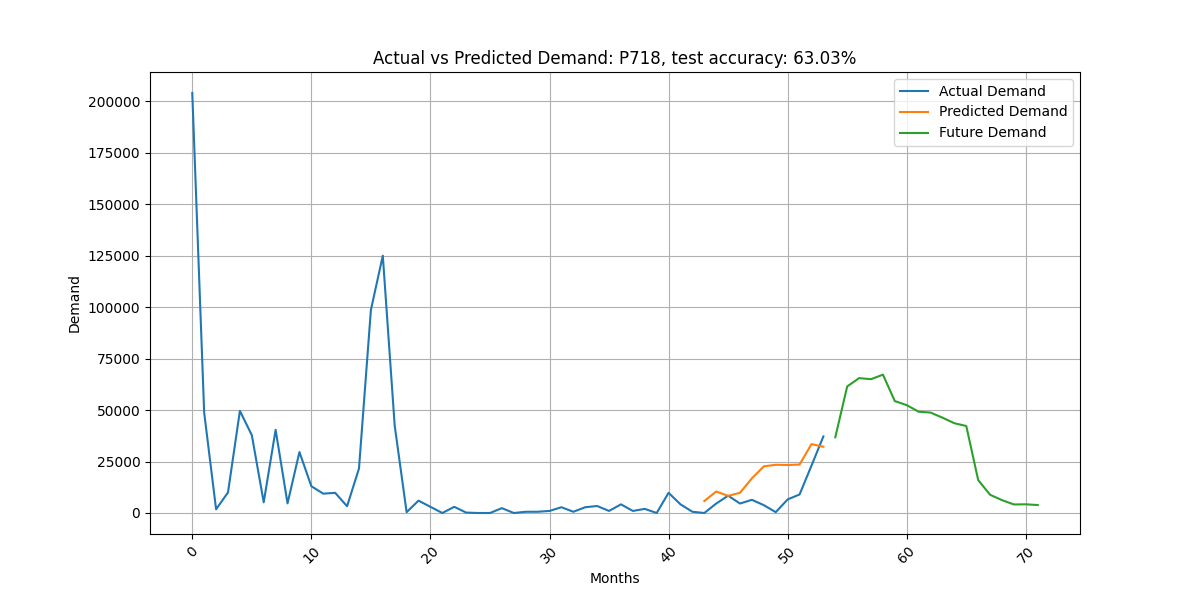 Actual vs Predicted Demand: P718, test accuracy: 63.03%
Actual Demand
Predicted Demand
Future Demand
Demand
200000
175000
150000
125000
100000
75000
50000
25000
0
0
10
20
30
40
50
60
70
Months